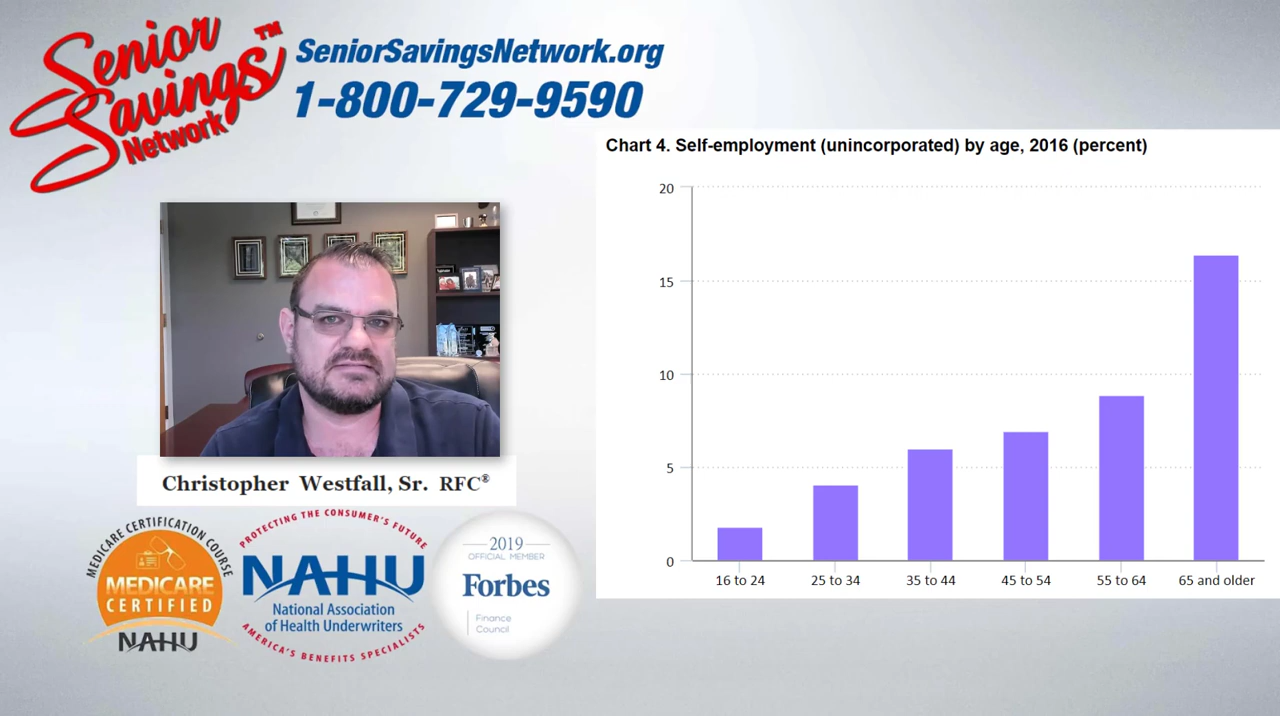 Senior
Savings™
Network
SeniorSavingsNetwork.org
1-800-729-9590
Chart 4. Self-employment (unincorporated) by age, 2016 (percent)
20
15
10
5
0
16 to 24
25 to 34
35 to 44
45 to 54
55 to 64
65 and older
Christopher Westfall, Sr. RFC®
MEDICARE CERTIFICATION COURSE
MEDICARE
CERTIFIED
NAHU
PROTECTING THE CONSUMER'S FUTURE
NAHU
National Association
of Health Underwriters
AMERICA'S BENEFITS SPECIALISTS
2019
OFFICIAL MEMBER
Forbes
Finance
Council